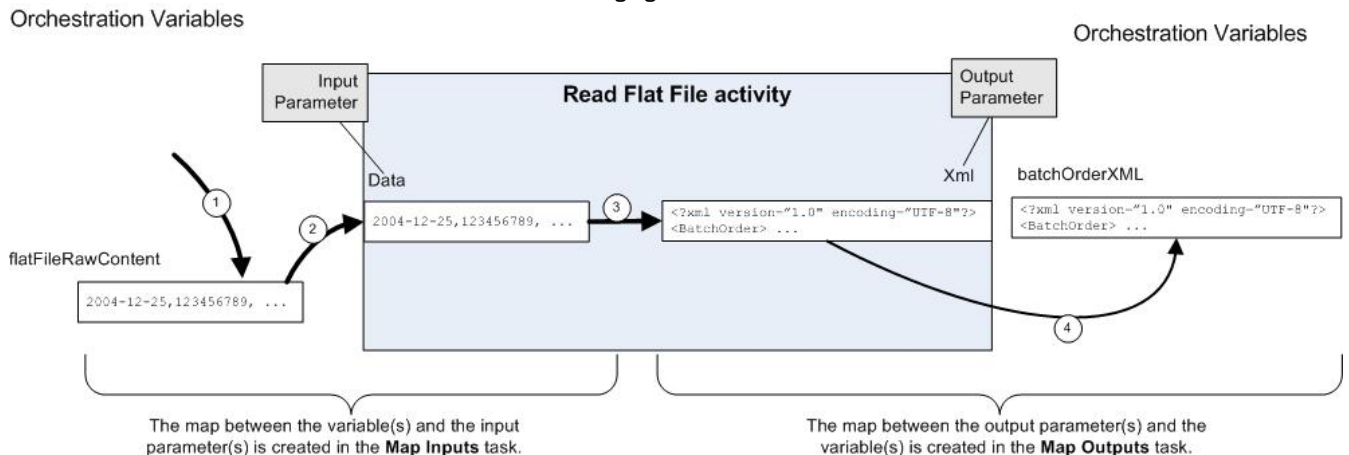 Orchestration Variables
Orchestration Variables
Input
Parameter
Read Flat File activity
Output
Parameter
Data
Xml
batchOrderXML
1
2
3
2004-12-25,123456789, ...
<?xml version="1.0" encoding="UTF-8"?>
<BatchOrder> ...
<?xml version="1.0" encoding="UTF-8"?>
<BatchOrder> ...
flatFileRawContent
2004-12-25,123456789, ...
4
The map between the variable(s) and the input
parameter(s) is created in the Map Inputs task.
The map between the output parameter(s) and the
variable(s) is created in the Map Outputs task.